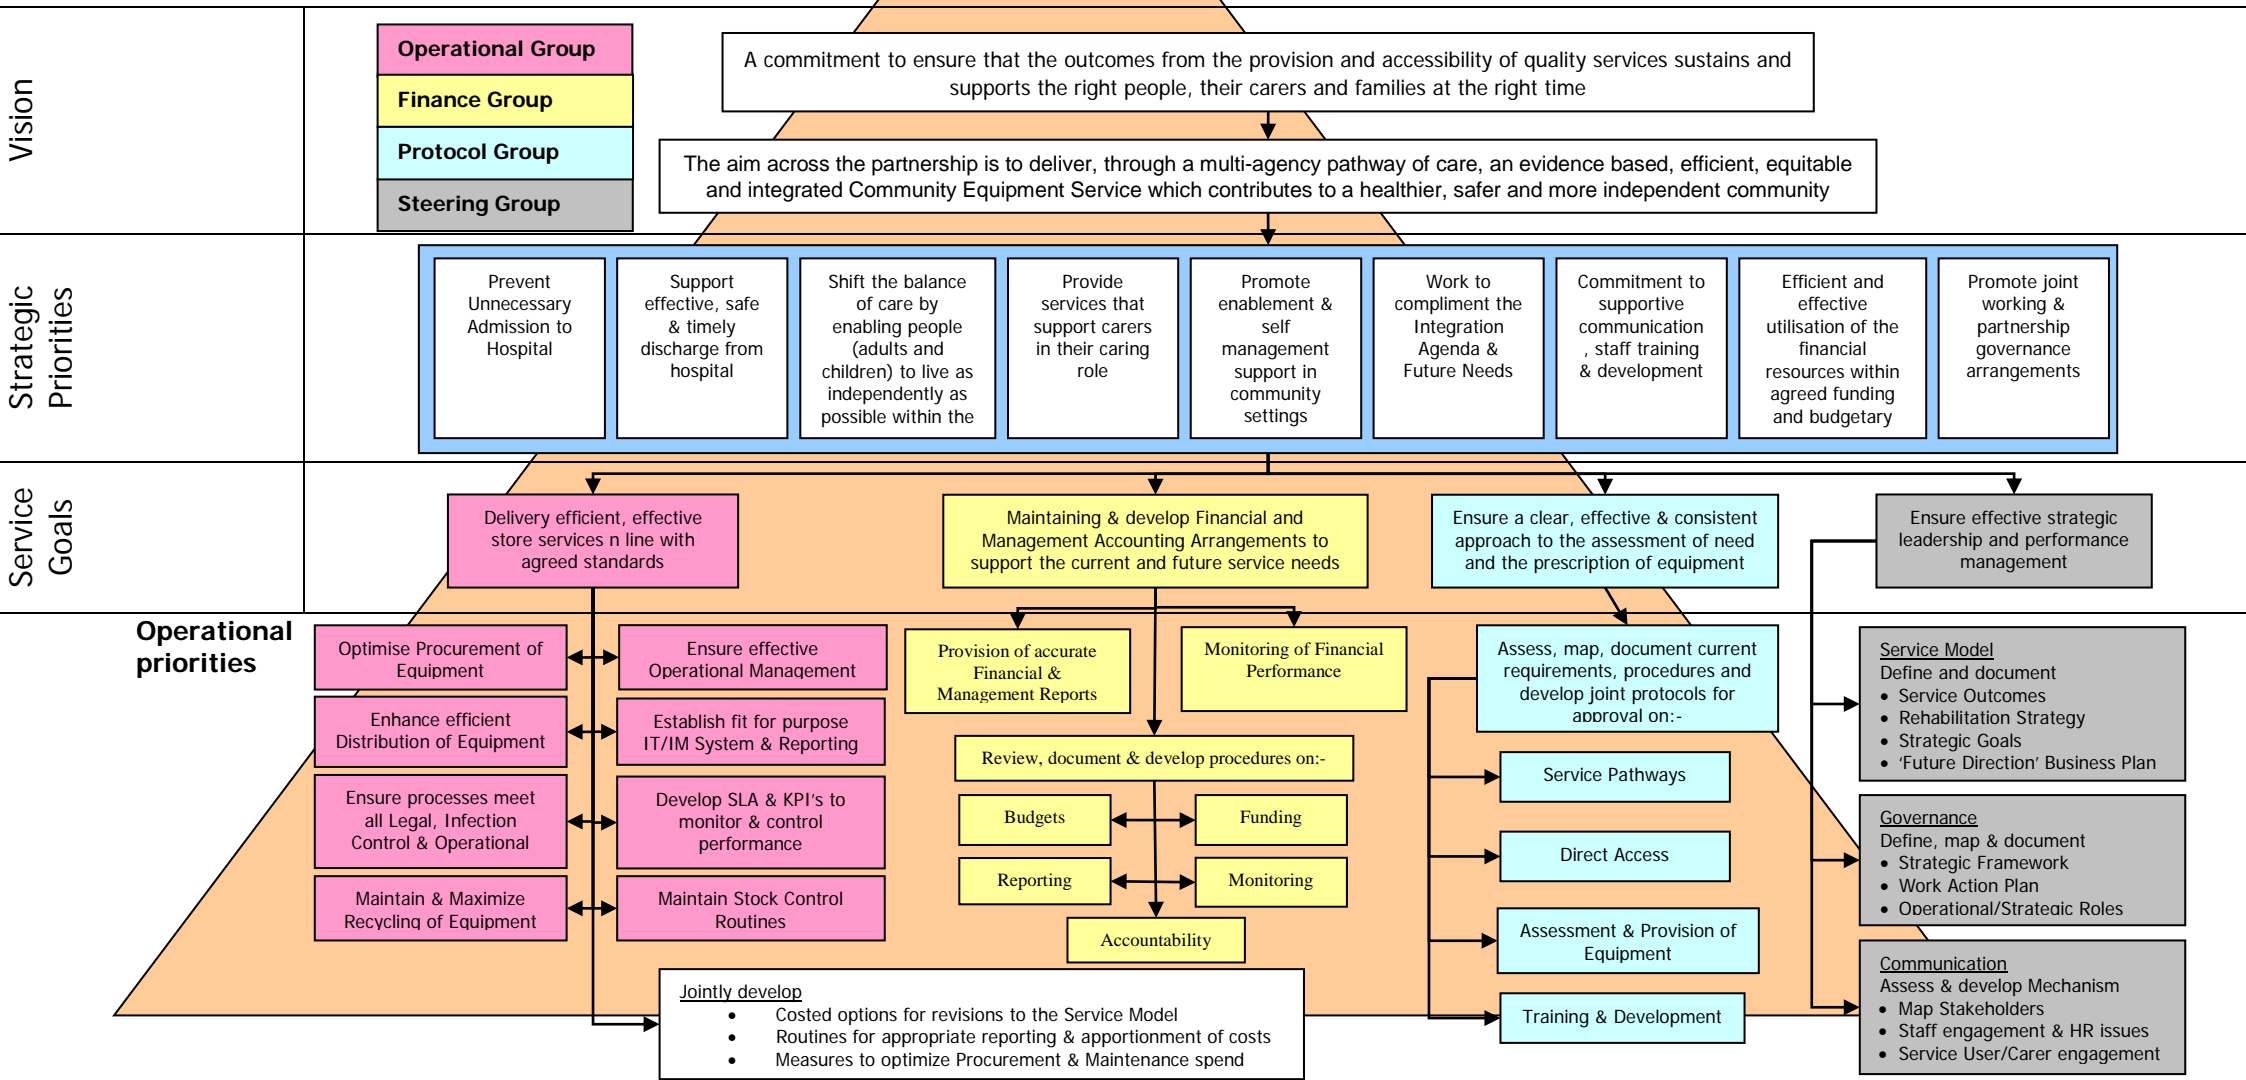 Vision
Operational Group
Finance Group
Protocol Group
Steering Group
A commitment to ensure that the outcomes from the provision and accessibility of quality services sustains and
supports the right people, their carers and families at the right time
The aim across the partnership is to deliver, through a multi-agency pathway of care, an evidence based, efficient, equitable
and integrated Community Equipment Service which contributes to a healthier, safer and more independent community
Strategic
Priorities
Prevent
Unnecessary
Admission to
Hospital
Support
effective, safe
& timely
discharge from
hospital
Shift the balance
of care by
enabling people
(adults and
children) to live as
independently as
possible within the
Provide
services that
support carers
in their caring
role
Promote
enablement &
self
management
support in
community
settings
Work to
compliment the
Integration
Agenda &
Future Needs
Commitment to
supportive
communication
, staff training
& development
Efficient and
effective
utilisation of the
financial
resources within
agreed funding
and budgetary
Promote joint
working &
partnership
governance
arrangements
Service
Goals
Delivery efficient, effective
store services n line with
agreed standards
Maintaining & develop Financial and
Management Accounting Arrangements to
support the current and future service needs
Ensure a clear, effective & consistent
approach to the assessment of need
and the prescription of equipment
Ensure effective strategic
leadership and performance
management
Operational
priorities
Optimise Procurement of
Equipment
Ensure effective
Operational Management
Enhance efficient
Distribution of Equipment
Establish fit for purpose
IT/IM System & Reporting
Ensure processes meet
all Legal, Infection
Control & Operational
Develop SLA & KPI's to
monitor & control
performance
Maintain & Maximize
Recycling of Equipment
Maintain Stock Control
Routines
Provision of accurate
Financial &
Management Reports
Monitoring of Financial
Performance
Review, document & develop procedures on:-
Budgets
Funding
Reporting
Monitoring
Accountability
Jointly develop
• Costed options for revisions to the Service Model
• Routines for appropriate reporting & apportionment of costs
• Measures to optimize Procurement & Maintenance spend
Assess, map, document current
requirements, procedures and
develop joint protocols for
approval on:-
Service Pathways
Direct Access
Assessment & Provision of
Equipment
Training & Development
Service Model
Define and document
• Service Outcomes
• Rehabilitation Strategy
• Strategic Goals
• ‘Future Direction’ Business Plan
Governance
Define, map & document
• Strategic Framework
• Work Action Plan
• Operational/Strategic Roles
Communication
Assess & develop Mechanism
• Map Stakeholders
• Staff engagement & HR issues
• Service User/Carer engagement